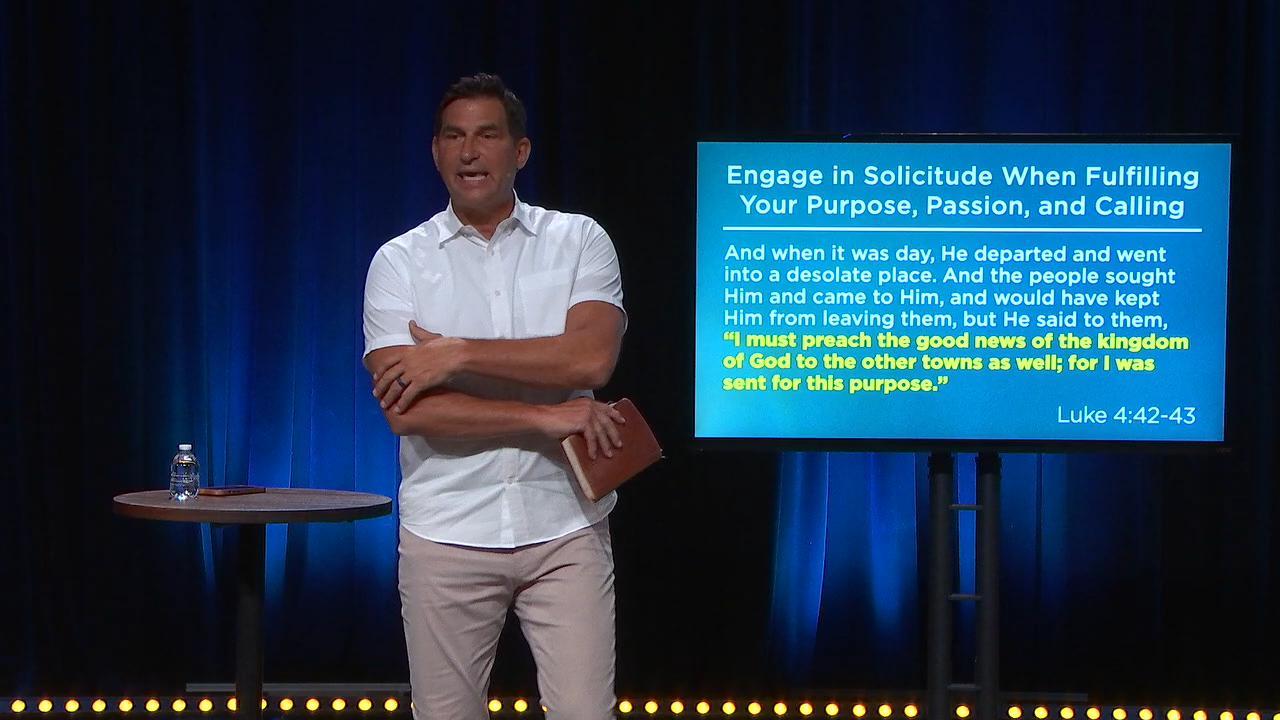 Engage in Solicitude When Fulfilling
Your Purpose, Passion, and Calling
And when it was day, He departed and went
into a desolate place. And the people sought
Him and came to Him, and would have kept
Him from leaving them, but He said to them,
“I must preach the good news of the kingdom
of God to the other towns as well; for I was
sent for this purpose.”
Luke 4:42-43